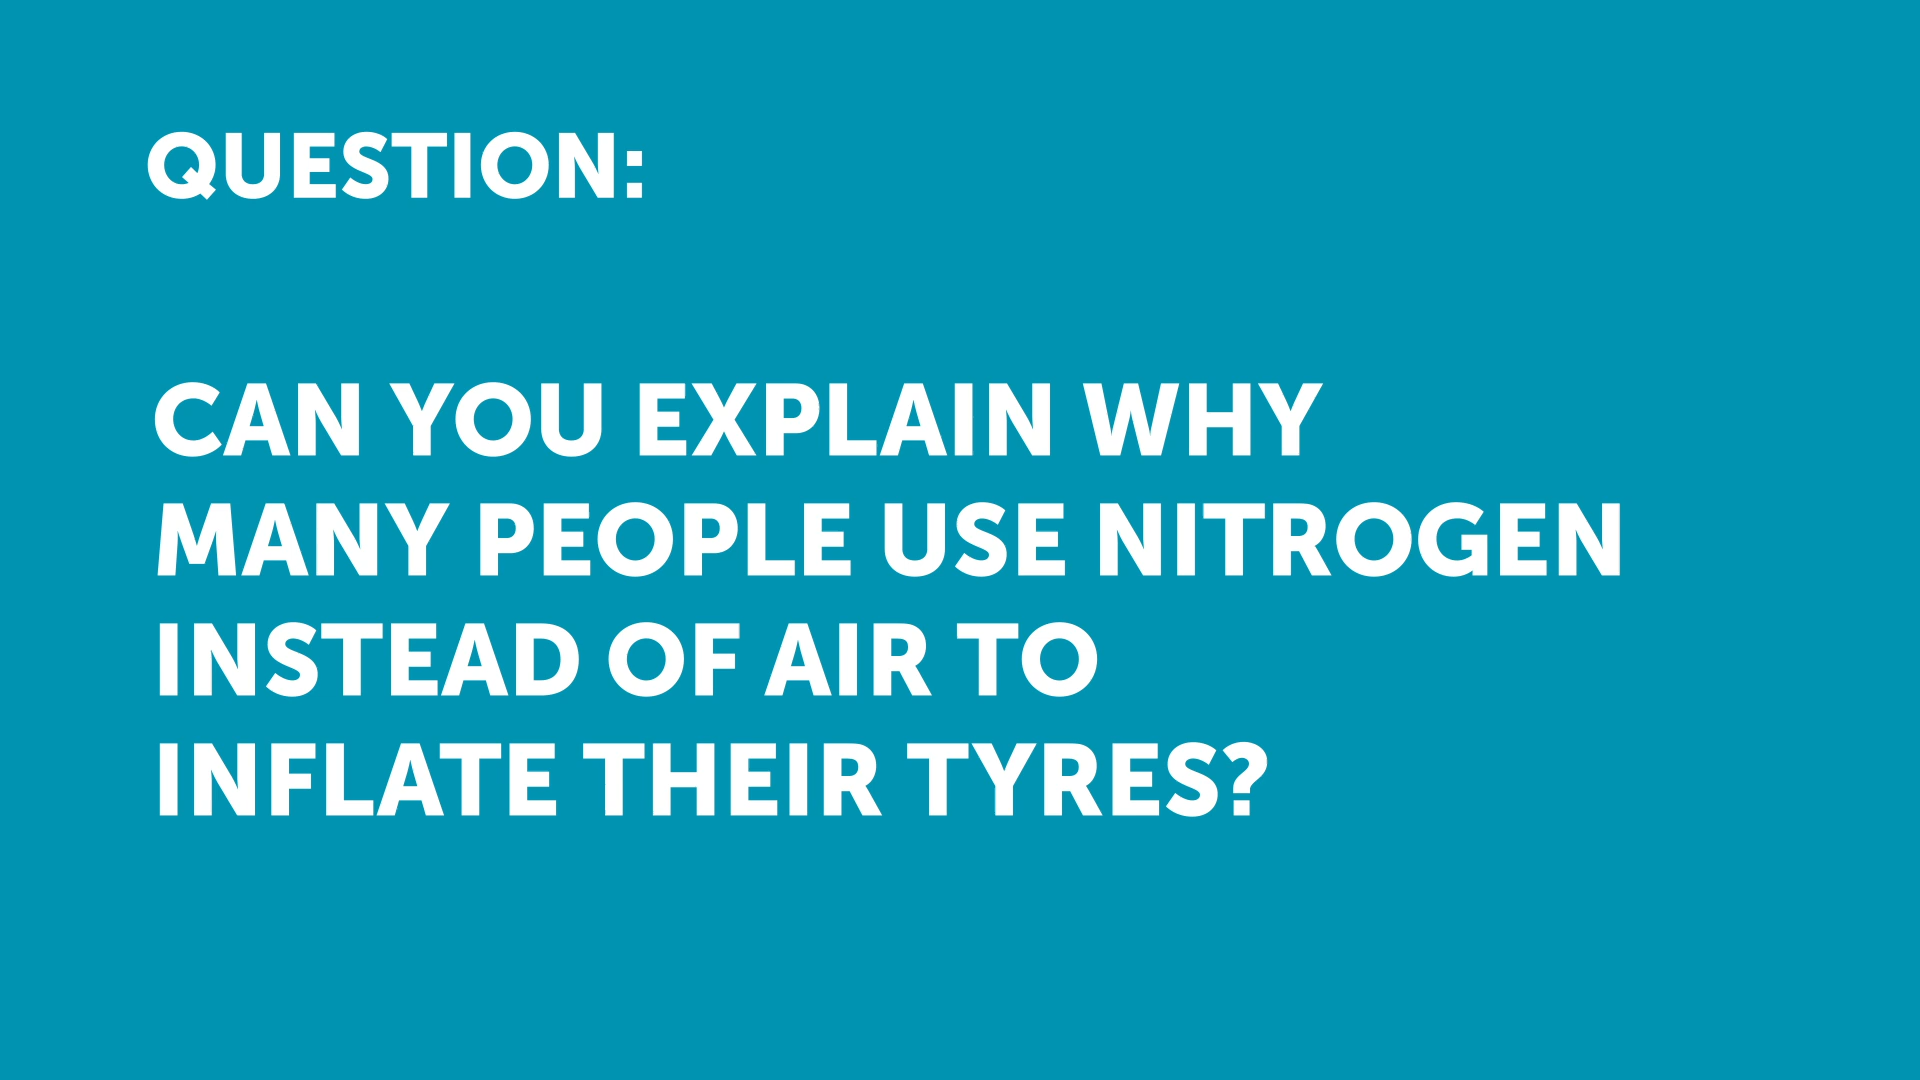 QUESTION:
CAN YOU EXPLAIN WHY
MANY PEOPLE USE NITROGEN
INSTEAD OF AIR TO
INFLATE THEIR TYRES?